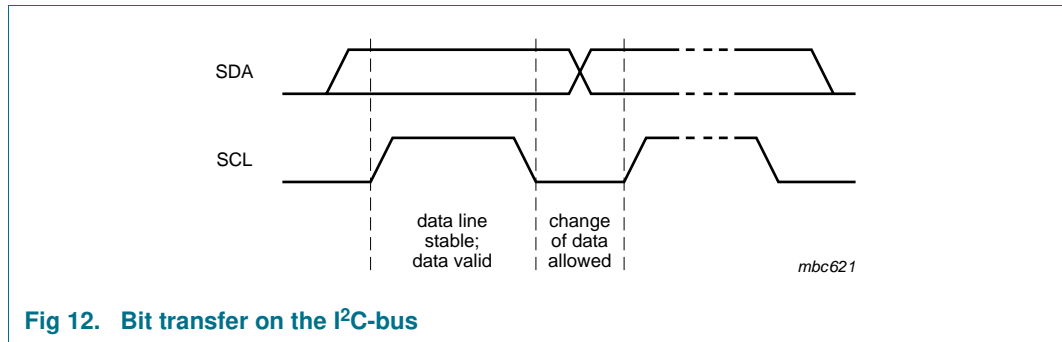 SDA
SCL
data line
stable;
data valid
change
of data
allowed
mbc621
Fig 12. Bit transfer on the I²C-bus